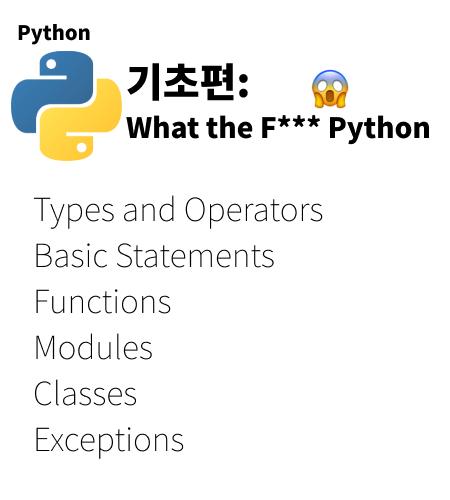 Python
기초편: 😱
What the F*** Python
Types and Operators
Basic Statements
Functions
Modules
Classes
Exceptions